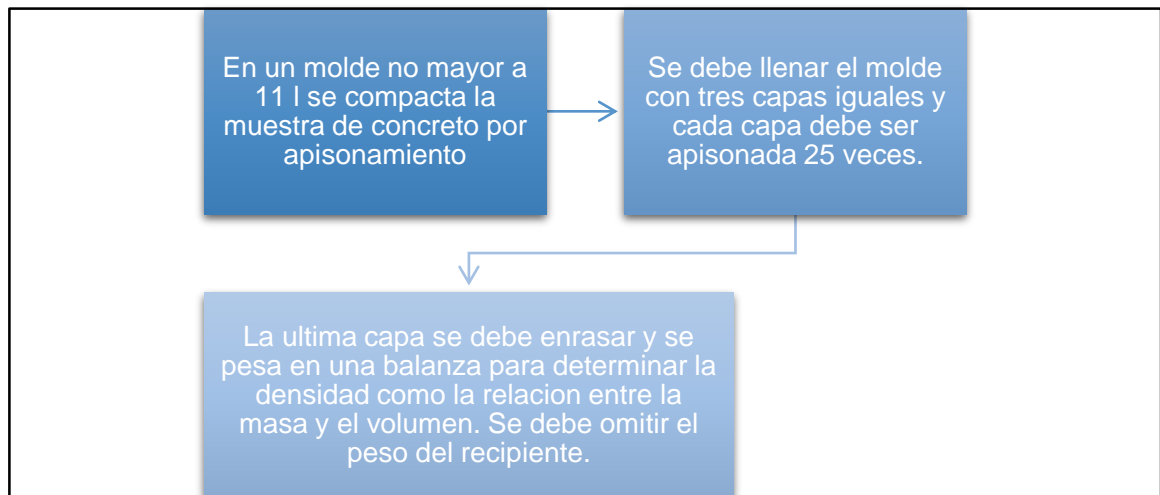 En un molde no mayor a
11 l se compacta la
muestra de concreto por
apisonamiento
Se debe llenar el molde
con tres capas iguales y
cada capa debe ser
apisonada 25 veces.
La ultima capa se debe enrasar y se
pesa en una balanza para determinar la
densidad como la relacion entre la
masa y el volumen. Se debe omitir el
peso del recipiente.